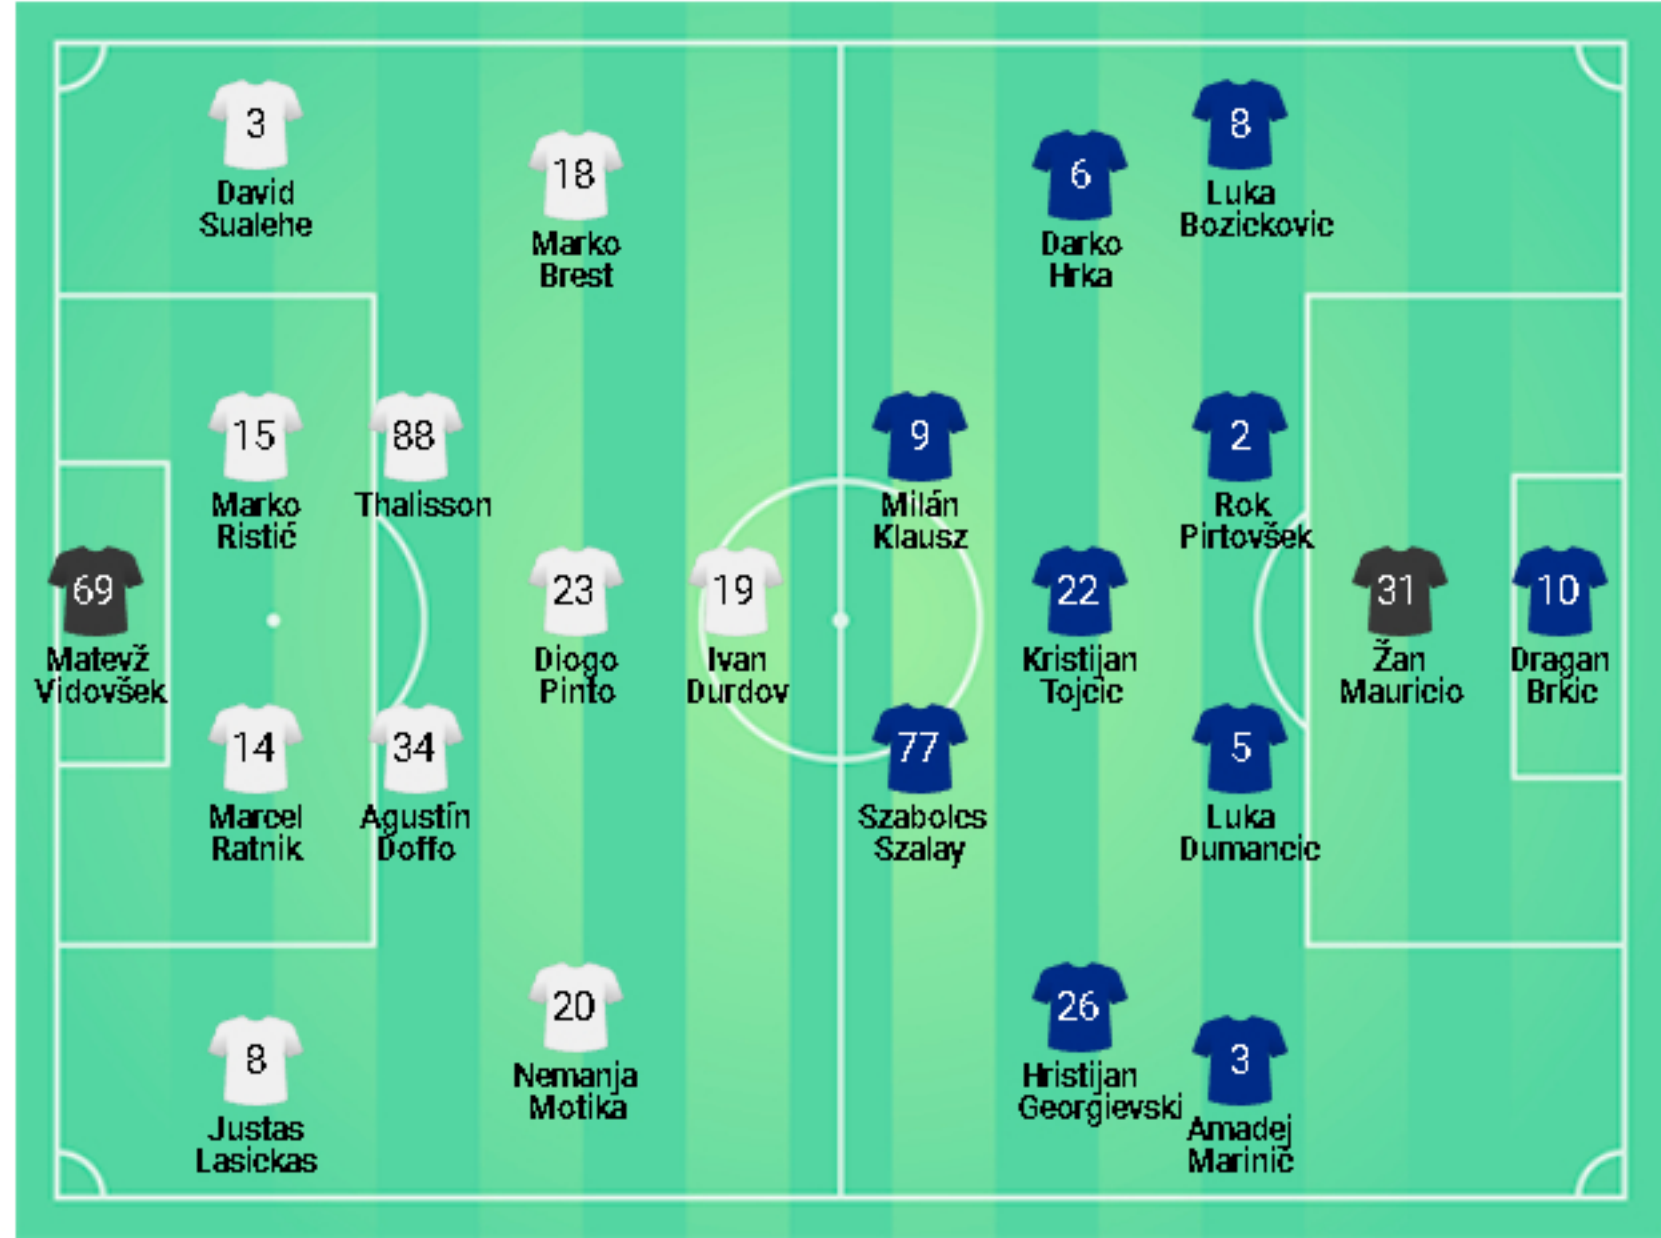 3
David
Sualehe
18
Marko
Brest
6
Darko
Hrka
8
Luka
Bozickovic
15
Marko
Ristić
88
Thalisson
9
Milán
Klausz
2
Rok
Pirtovšek
69
Matevž
Vidovšek
23
Diogo
Pinto
19
Ivan
Durdov
22
Kristijan
Tojcic
31
Žan
Mauricio
10
Dragan
Brkic
14
Marcel
Ratnik
34
Agustín
Doffo
77
Szabolcs
Szalay
5
Luka
Dumancic
8
Justas
Lasickas
20
Nemanja
Motika
26
Hristijan
Georgievski
3
Amadej
Marinič